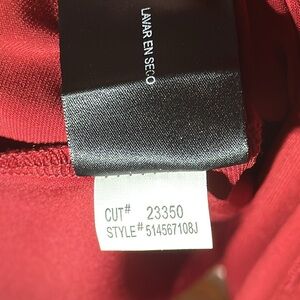 LAVAR EN SECO
CUT# 23350
STYLE# 514567108J